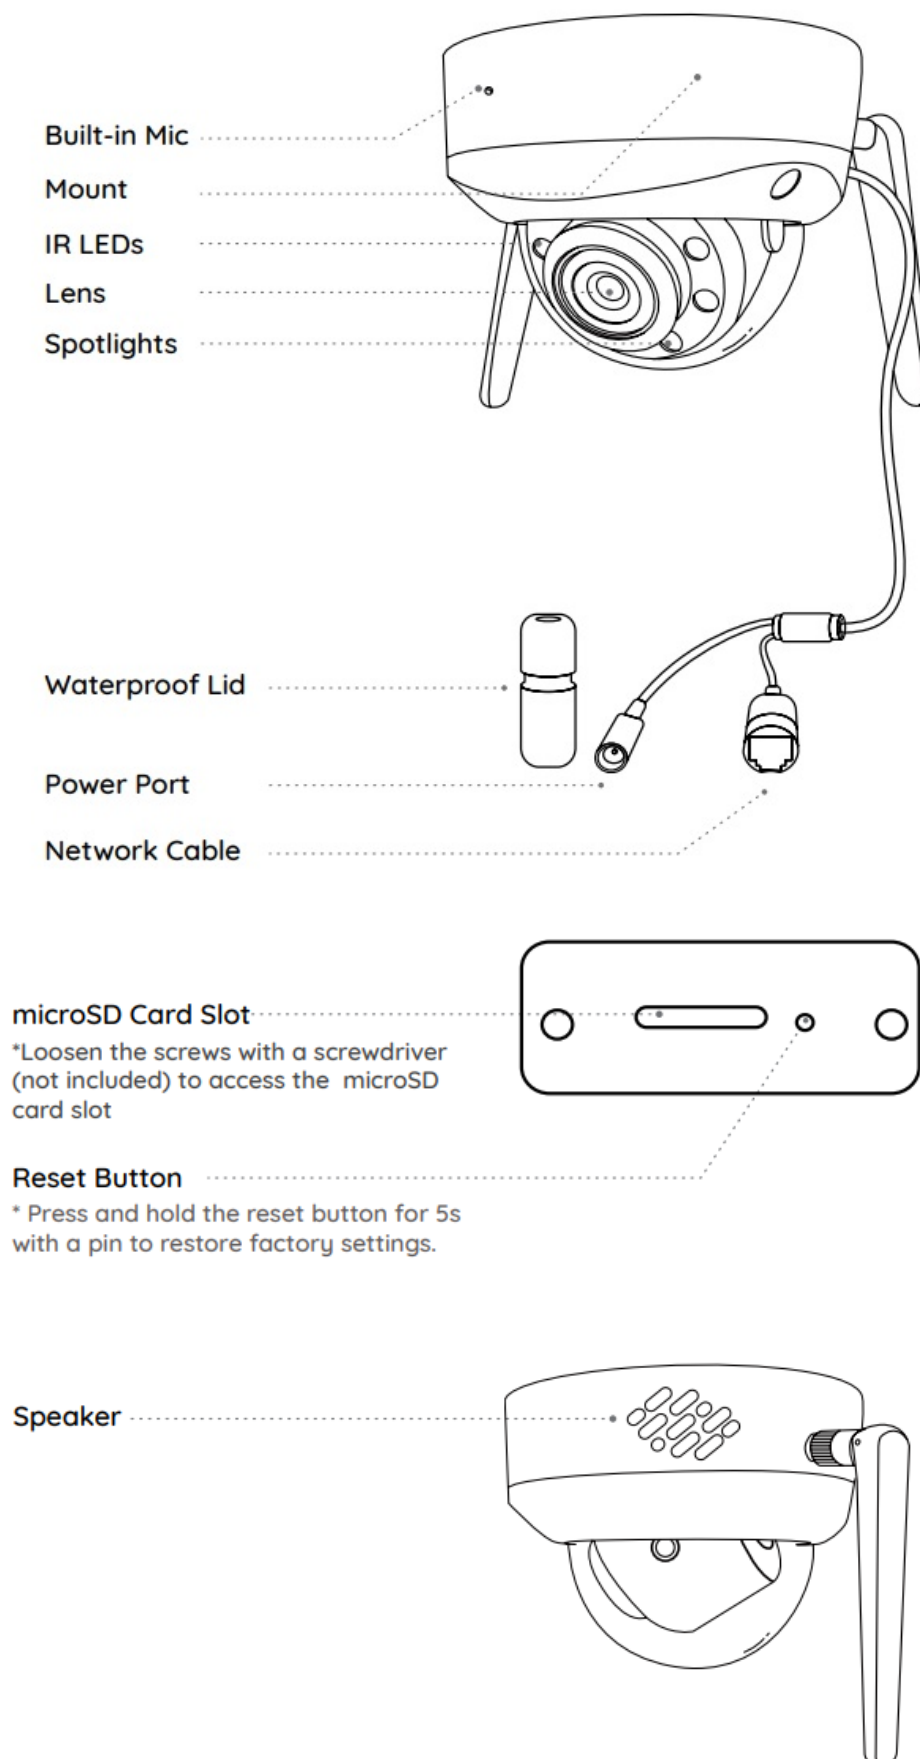 Built-in Mic
Mount
IR LEDs
Lens
Spotlights
Waterproof Lid
Power Port
Network Cable
microSD Card Slot
*Loosen the screws with a screwdriver
(not included) to access the microSD
card slot
Reset Button
* Press and hold the reset button for 5s
with a pin to restore factory settings.
Speaker